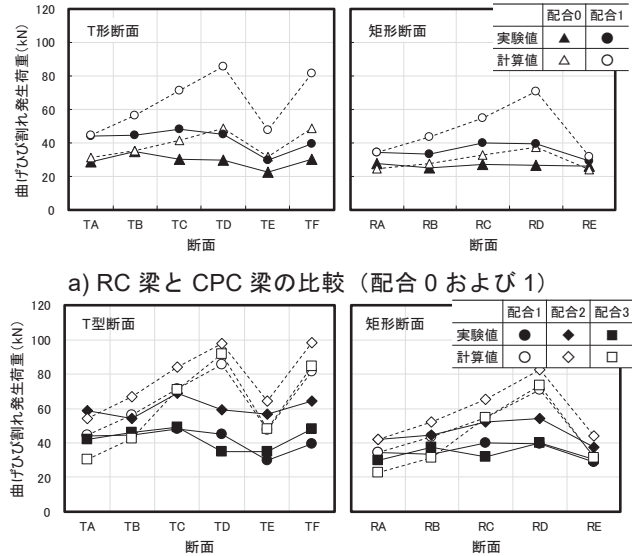 120
100
80
60
40
20
0
曲げひび割れ発生荷重(kN)
T形断面
TA TB TC TD TE TF
断面
矩形断面
配合0 配合1
実験値
計算値
RA RB RC RD RE
断面
a) RC 梁と CPC 梁の比較（配合 0 および 1）
120
100
80
60
40
20
0
曲げひび割れ発生荷重(kN)
T型断面
TA TB TC TD TE TF
断面
矩形断面
配合1 配合2 配合3
実験値
計算値
RA RB RC RD RE
断面